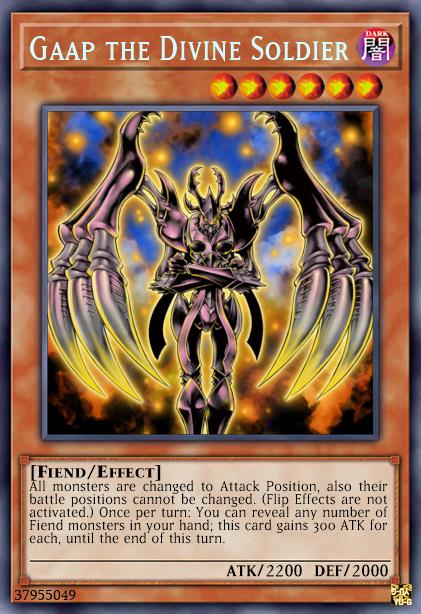 GAAP THE DIVINE SOLDIER
DARK
闇
[FIEND/EFFECT]
All monsters are changed to Attack Position, also their
battle positions cannot be changed. (Flip Effects are not
activated.) Once per turn: You can reveal any number of
Fiend monsters in your hand; this card gains 300 ATK for
each, until the end of this turn.
ATK/2200 DEF/2000
37955049